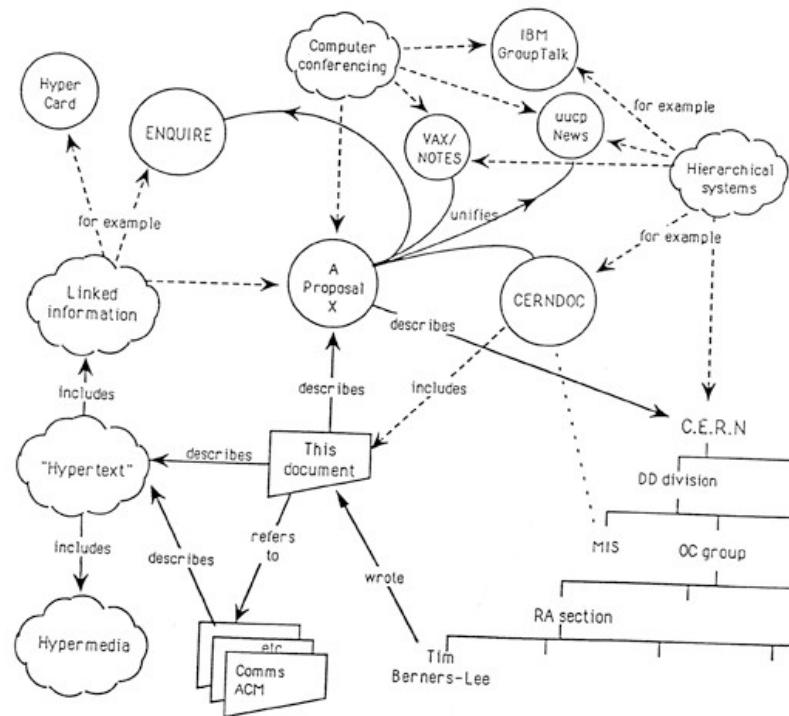 IBM
GroupTalk
Computer
conferencing
Hyper
Card
ENQUIRE
VAX/
NOTES
uucp
News
for example
Hierarchical
systems
unifies
for example
for example
Linked
information
A
Proposal
X
CERNDOC
describes
includes
describes
includes
C.E.R.N
This
document
describes
"Hypertext"
DD division
refers
to
MIS
OC group
includes
describes
wrote
RA section
Hypermedia
etc
Comms
ACM
Tim
Berners-Lee